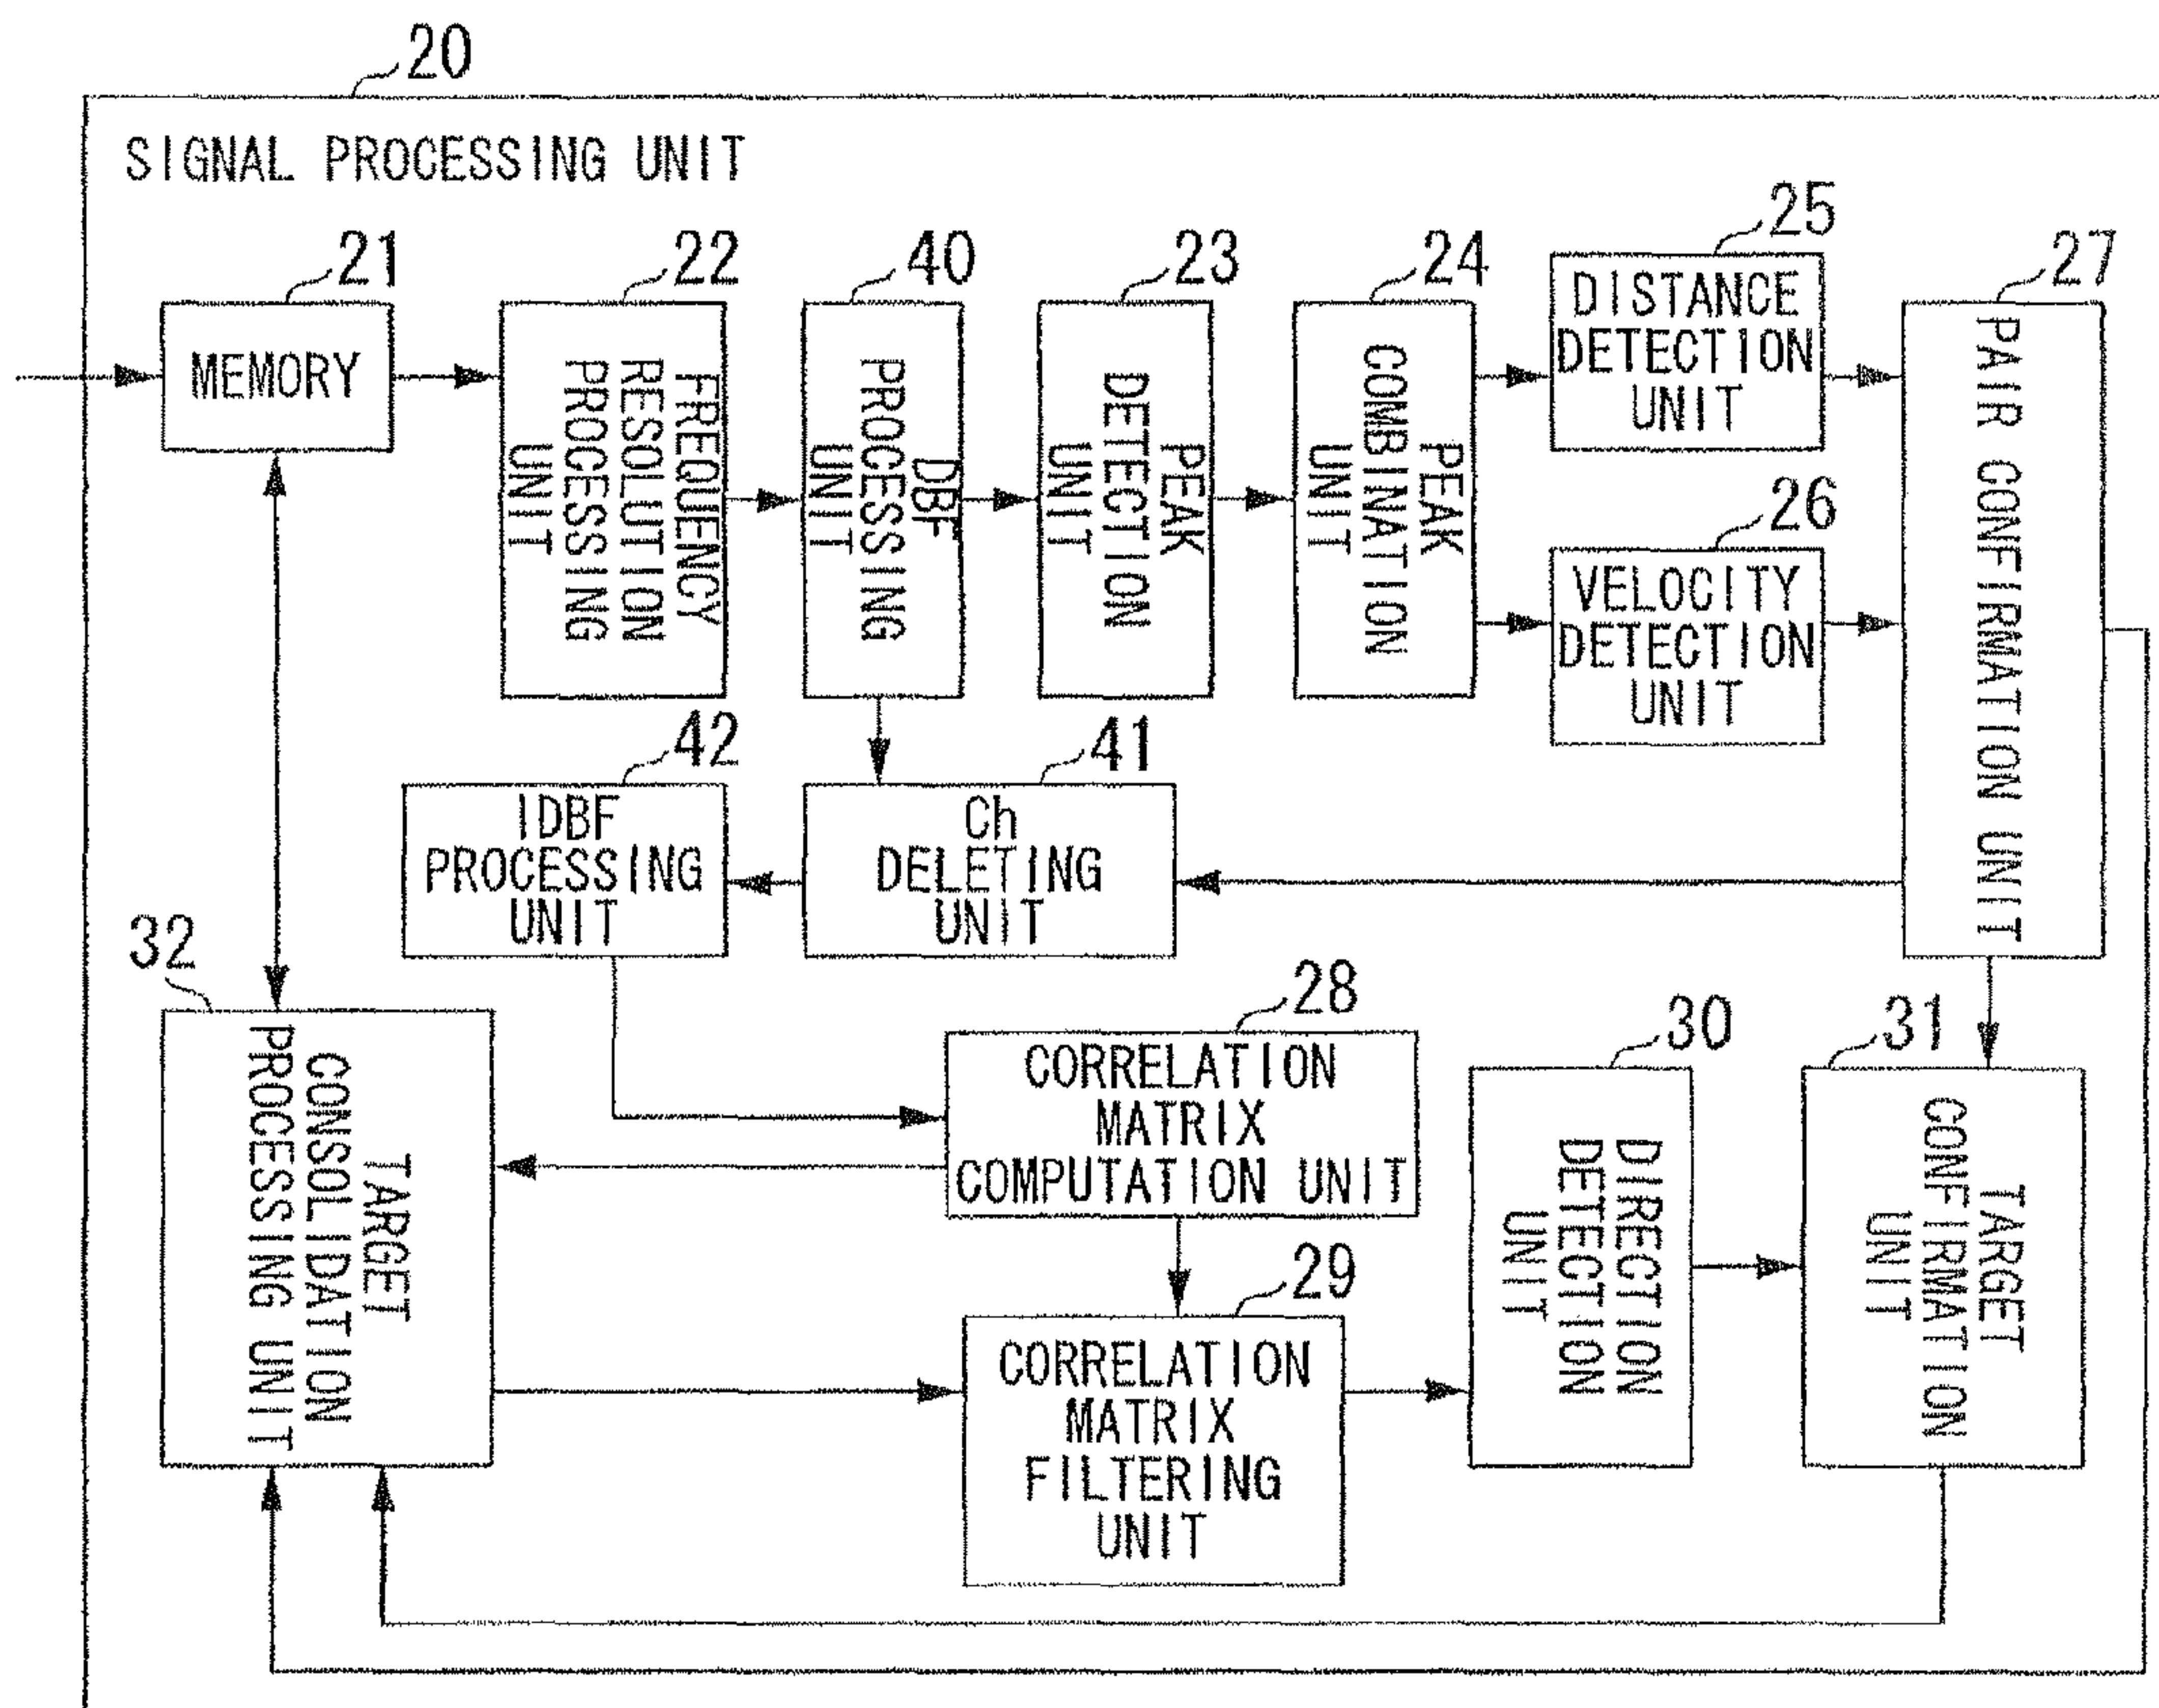 20
SIGNAL PROCESSING UNIT
21
MEMORY
22
FREQUENCY
RESOLUTION
PROCESSING
UNIT
40
DBF
PROCESSING
UNIT
23
PEAK
DETECTION
UNIT
24
PEAK
COMBINATION
UNIT
25
DISTANCE
DETECTION
UNIT
26
VELOCITY
DETECTION
UNIT
27
PAIR CONFIRMATION UNIT
42
IDBF
PROCESSING
UNIT
41
Ch
DELETING
UNIT
32
TARGET
CONSOLIDATION
PROCESSING UNIT
28
CORRELATION
MATRIX
COMPUTATION UNIT
29
CORRELATION
MATRIX
FILTERING
UNIT
30
DIRECTION
DETECTION
UNIT
31
TARGET
CONFIRMATION
UNIT